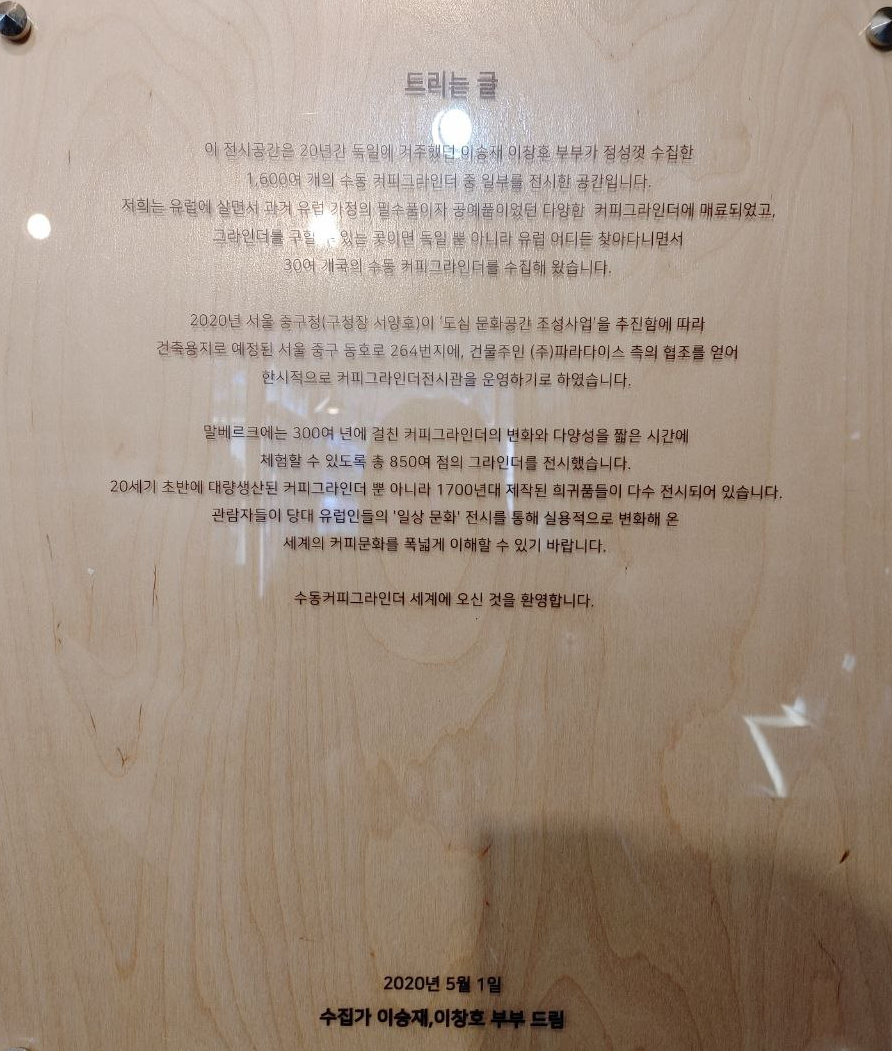 드리는 글
이 전시공간은 20년간 독일에 거주했던 이승재 이창호 부부가 정성껏 수집한
1,600여 개의 수동 커피그라인더 중 일부를 전시한 공간입니다.
저희는 유럽에 살면서 과거 유럽 가정의 필수품이자 공예품이었던 다양한 커피그라인더에 매료되었고,
그라인더를 구할 수 있는 곳이면 독일 뿐 아니라 유럽 어디든 찾아다니면서
30여 개국의 수동 커피그라인더를 수집해 왔습니다.
2020년 서울 중구청(구청장 서양호)이 '도심 문화공간 조성사업'을 추진함에 따라
건축용지로 예정된 서울 중구 동호로 264번지에, 건물주인 (주)파라다이스 측의 협조를 얻어
한시적으로 커피그라인더전시관을 운영하기로 하였습니다.
말베르크에는 300여 년에 걸친 커피그라인더의 변화와 다양성을 짧은 시간에
체험할 수 있도록 총 850여 점의 그라인더를 전시했습니다.
20세기 초반에 대량생산된 커피그라인더 뿐 아니라 1700년대 제작된 희귀품들이 다수 전시되어 있습니다.
관람자들이 당대 유럽인들의 '일상 문화' 전시를 통해 실용적으로 변화해 온
세계의 커피문화를 폭넓게 이해할 수 있기 바랍니다.
수동커피그라인더 세계에 오신 것을 환영합니다.
2020년 5월 1일
수집가 이승재,이창호 부부 드림